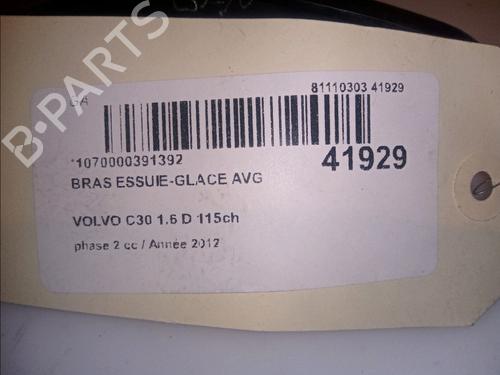 B-PARTS
GA
81110303 41929
*1070000391392
41929
BRAS ESSUIE-GLACE AVG
VOLVO C30 1.6 D 115ch
phase 2 cc / Année 2012